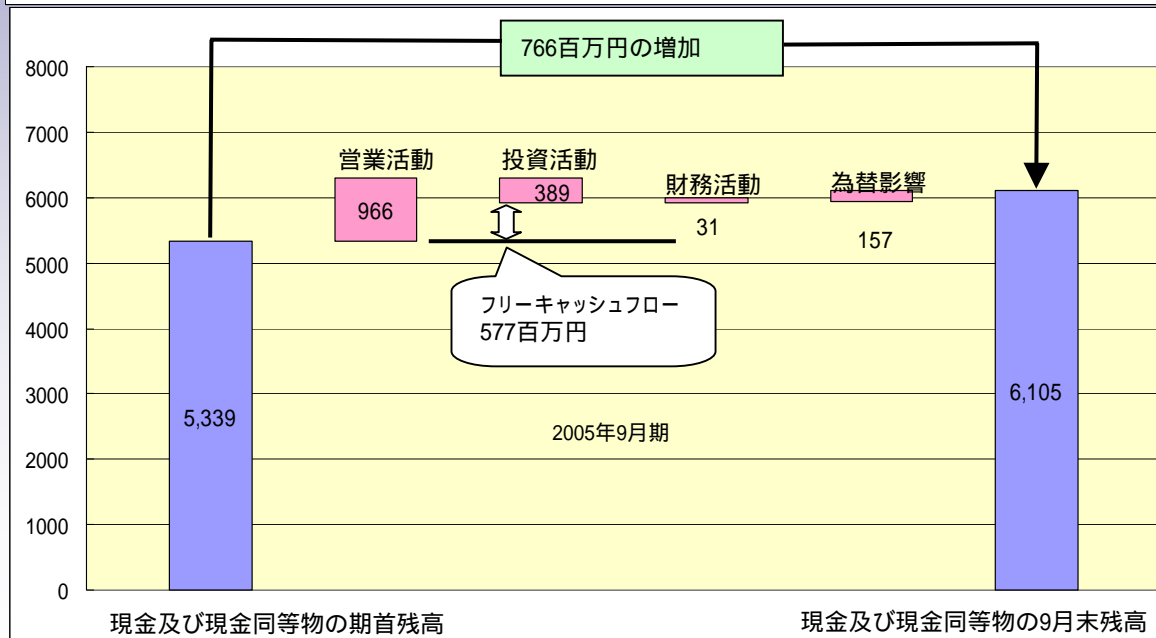 766百万円の増加
8000
7000
6000
5000
4000
3000
2000
1000
0
営業活動
投資活動
財務活動
為替影響
966
389
31
157
フリーキャッシュフロー
577百万円
5,339
6,105
2005年9月期
現金及び現金同等物の期首残高
現金及び現金同等物の9月末残高